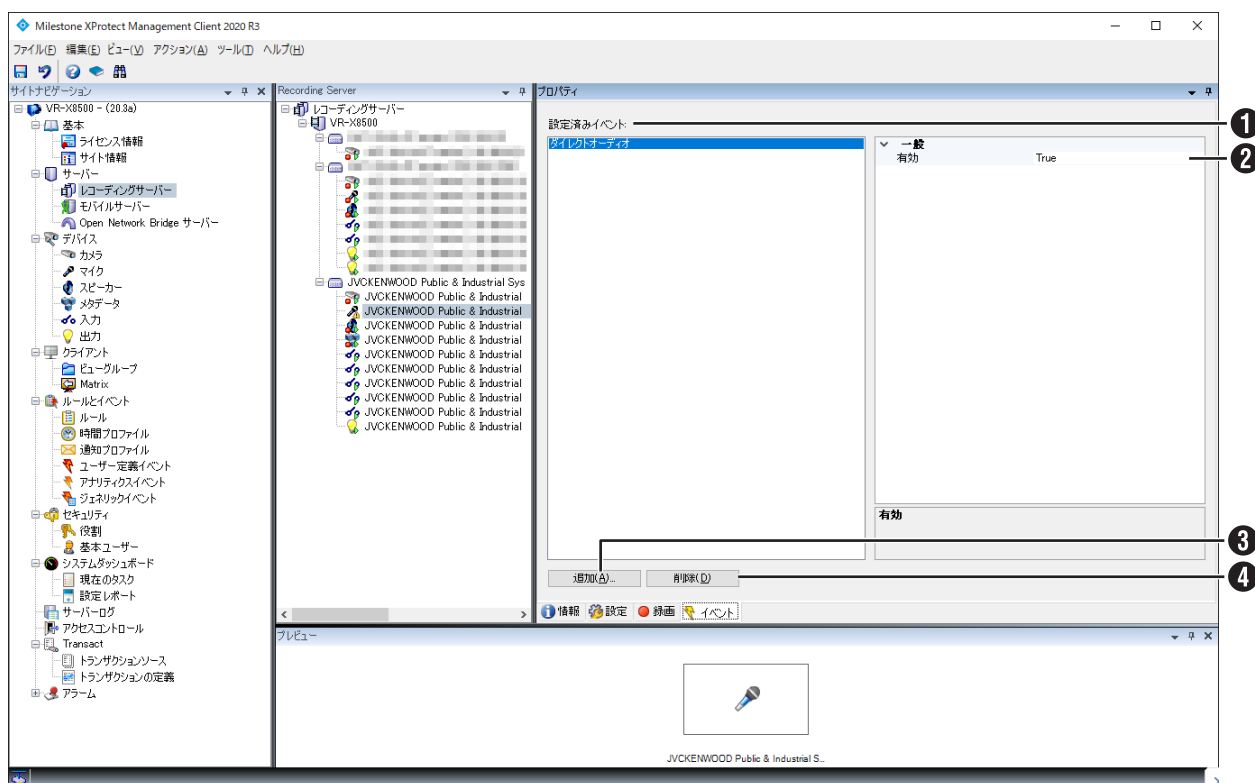 Milestone XProtect Management Client 2020 R3
ファイル(F) 編集(E) ビュー(V) アクション(A) ツール(T) ヘルプ(H)
サイトナビゲーション
VR-X8500 - (20.3a)
基本
ライセンス情報
サイト情報
サーバー
レコーディングサーバー
モバイルサーバー
Open Network Bridge サーバー
デバイス
カメラ
マイク
スピーカー
メタデータ
入力
出力
クライアント
ビューグループ
Matrix
ルールとイベント
ルール
時間プロファイル
通知プロファイル
ユーザー定義イベント
アナリティクスイベント
ジェネリックイベント
セキュリティ
役割
基本ユーザー
システムダッシュボード
現在のタスク
設定レポート
サーバーログ
アクセスコントロール
Transact
トランザクションソース
トランザクションの定義
アラーム
Recording Server
レコーディングサーバー
VR-X8500
JVCKENWOOD Public & Industrial Sys
JVCKENWOOD Public & Industrial
JVCKENWOOD Public & Industrial
JVCKENWOOD Public & Industrial
JVCKENWOOD Public & Industrial
JVCKENWOOD Public & Industrial
JVCKENWOOD Public & Industrial
JVCKENWOOD Public & Industrial
JVCKENWOOD Public & Industrial
JVCKENWOOD Public & Industrial
JVCKENWOOD Public & Industrial
プロパティ
設定済みイベント:
ダイレクトオーディオ
一般
有効 True
有効
追加(A)... 削除(D)
情報 設定 録画 イベント
プレビュー
JVCKENWOOD Public & Industrial S...
1
2
3
4